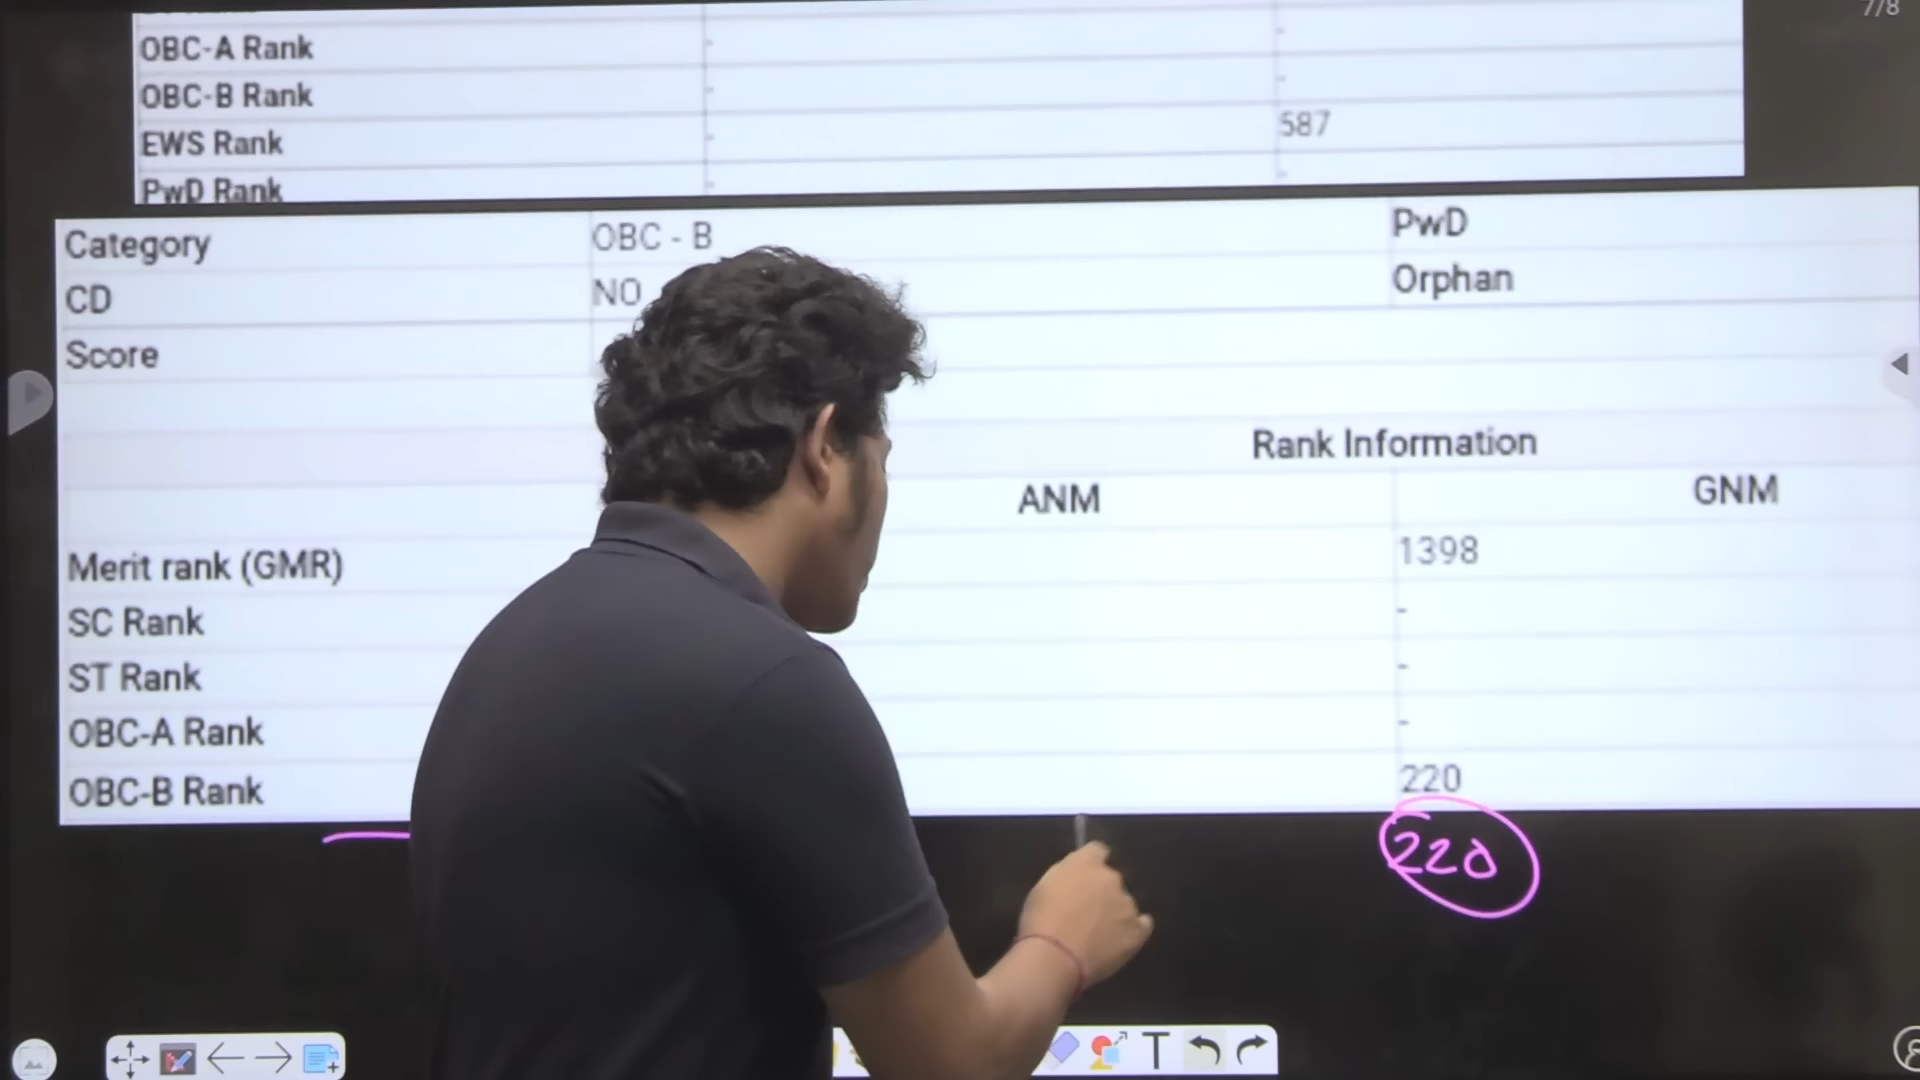 7/8
OBC-A Rank - -
OBC-B Rank - -
EWS Rank - 587
PwD Rank - -
Category OBC - B PwD
CD NO Orphan
Score
Rank Information
ANM GNM
Merit rank (GMR) 1398
SC Rank -
ST Rank -
OBC-A Rank -
OBC-B Rank 220
220
T